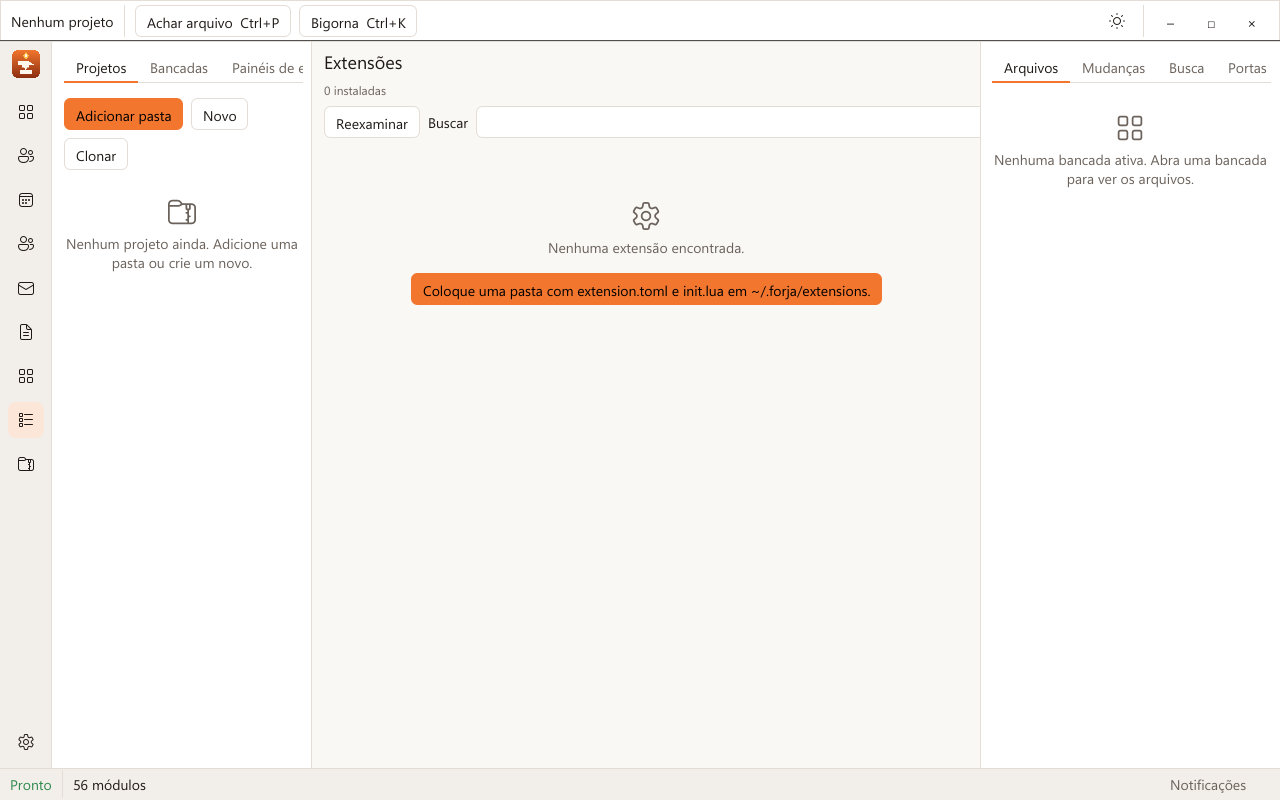 Nenhum projeto
Achar arquivo Ctrl+P
Bigorna Ctrl+K
Projetos
Bancadas
Painéis de e
Adicionar pasta
Novo
Clonar
Nenhum projeto ainda. Adicione uma
pasta ou crie um novo.
Extensões
0 instaladas
Reexaminar
Buscar
Nenhuma extensão encontrada.
Coloque uma pasta com extension.toml e init.lua em ~/.forja/extensions.
Arquivos
Mudanças
Busca
Portas
Nenhuma bancada ativa. Abra uma bancada
para ver os arquivos.
Pronto
56 módulos
Notificações